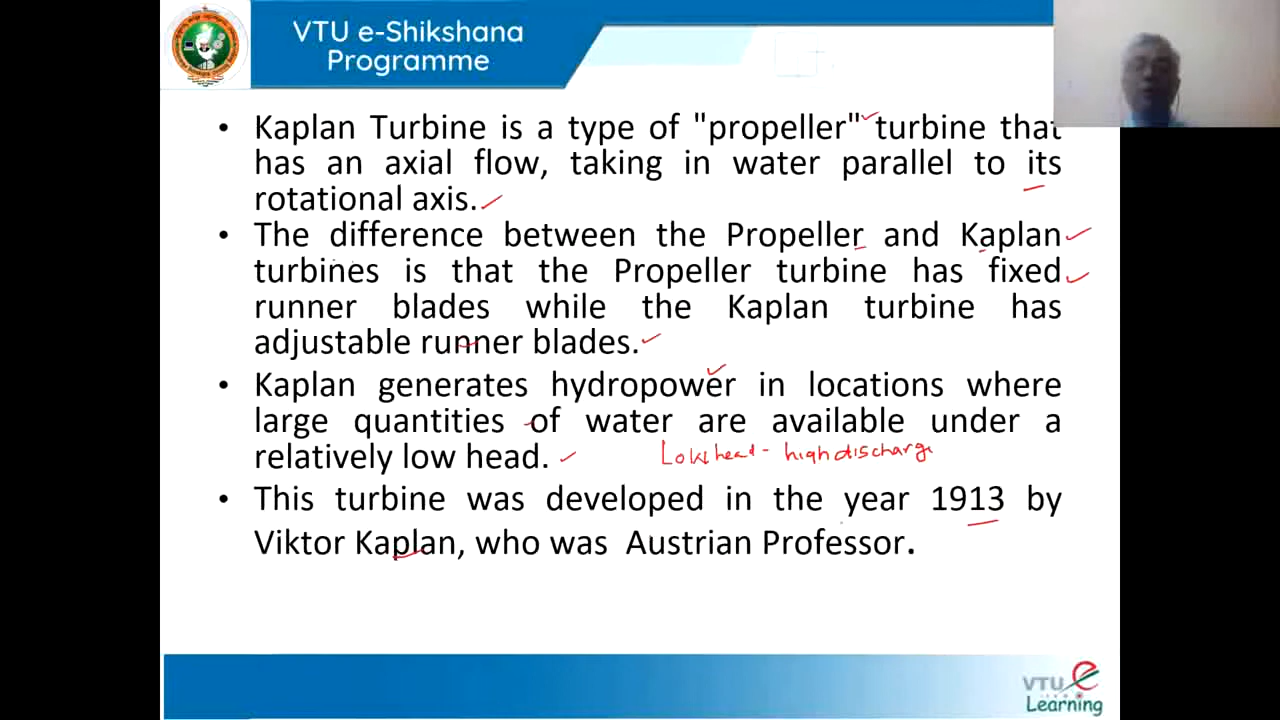 VTU e-Shikshana
Programme
• Kaplan Turbine is a type of "propeller" turbine that
has an axial flow, taking in water parallel to its
rotational axis.
• The difference between the Propeller and Kaplan
turbines is that the Propeller turbine has fixed
runner blades while the Kaplan turbine has
adjustable runner blades.
• Kaplan generates hydropower in locations where
large quantities of water are available under a
relatively low head.
Low head - high discharge
• This turbine was developed in the year 1913 by
Viktor Kaplan, who was Austrian Professor.
VTU e
Learning